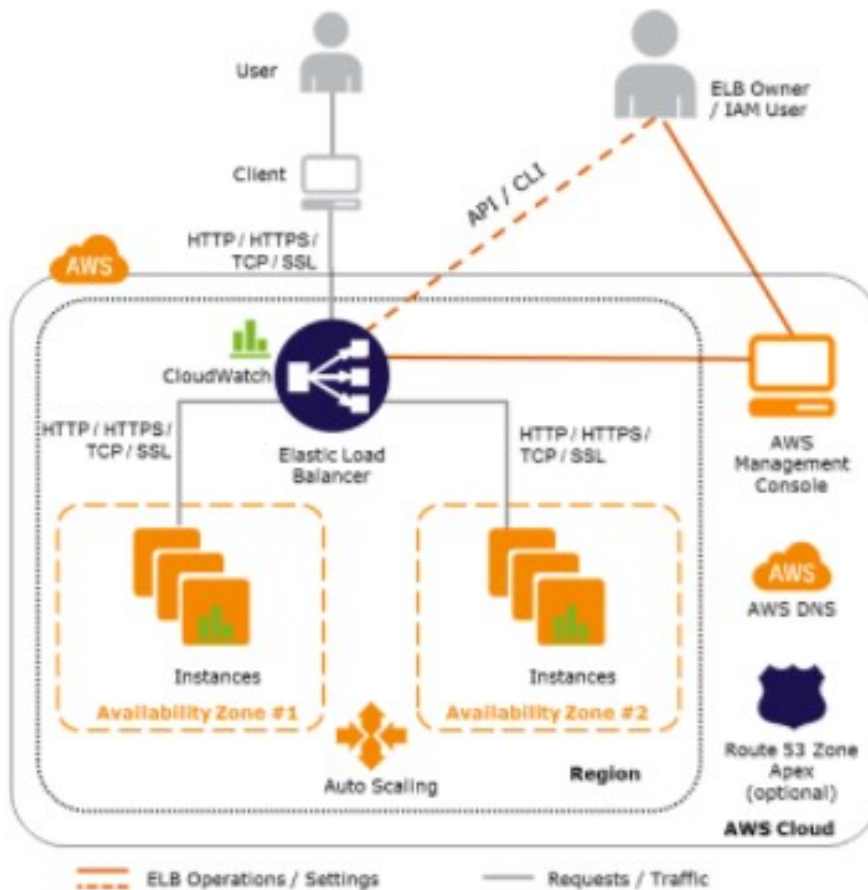 User
ELB Owner
/ IAM User
Client
API / CLI
HTTP / HTTPS /
TCP / SSL
AWS
CloudWatch
HTTP / HTTPS /
TCP / SSL
Elastic Load
Balancer
HTTP / HTTPS /
TCP / SSL
AWS
Management
Console
AWS
AWS DNS
Instances
Availability Zone #1
Instances
Availability Zone #2
Auto Scaling
Region
Route 53 Zone
Apex
(optional)
AWS Cloud
ELB Operations / Settings
Requests / Traffic